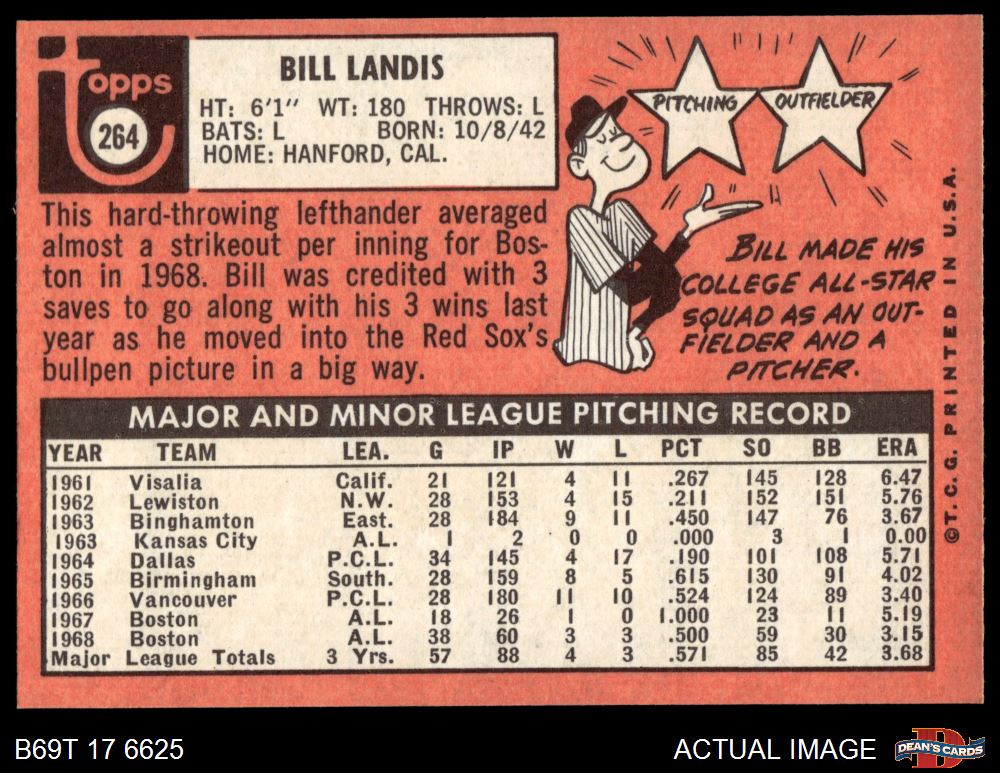 topps
264
BILL LANDIS
HT: 6'1" WT: 180 THROWS: L
BATS: L BORN: 10/8/42
HOME: HANFORD, CAL.
PITCHING OUTFIELDER
This hard-throwing lefthander averaged
almost a strikeout per inning for Bos-
ton in 1968. Bill was credited with 3
saves to go along with his 3 wins last
year as he moved into the Red Sox's
bullpen picture in a big way.
BILL MADE HIS
COLLEGE ALL-STAR
SQUAD AS AN OUT-
FIELDER AND A
PITCHER.
©T. C. G. PRINTED IN U. S. A.
MAJOR AND MINOR LEAGUE PITCHING RECORD
YEAR TEAM LEA. G IP W L PCT SO BB ERA
1961 Visalia Calif. 21 121 4 11 .267 145 128 6.47
1962 Lewiston N.W. 28 153 4 15 .211 152 151 5.76
1963 Binghamton East. 28 184 9 11 .450 147 76 3.67
1963 Kansas City A.L. 1 2 0 0 .000 3 1 0.00
1964 Dallas P.C.L. 34 145 4 17 .190 101 108 5.71
1965 Birmingham South. 28 159 8 5 .615 130 91 4.02
1966 Vancouver P.C.L. 28 180 11 10 .524 124 89 3.40
1967 Boston A.L. 18 26 1 0 1.000 23 11 5.19
1968 Boston A.L. 38 60 3 3 .500 59 30 3.15
Major League Totals 3 Yrs. 57 88 4 3 .571 85 42 3.68
B69T 17 6625
ACTUAL IMAGE
D
DEAN'S CARDS